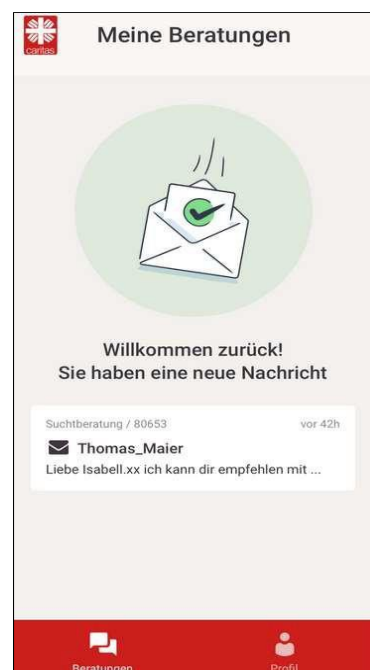 caritas
Meine Beratungen
Willkommen zurück!
Sie haben eine neue Nachricht
Suchtberatung / 80653
vor 42h
Thomas_Maier
Liebe Isabell.xx ich kann dir empfehlen mit ...
Beratungen
Profil